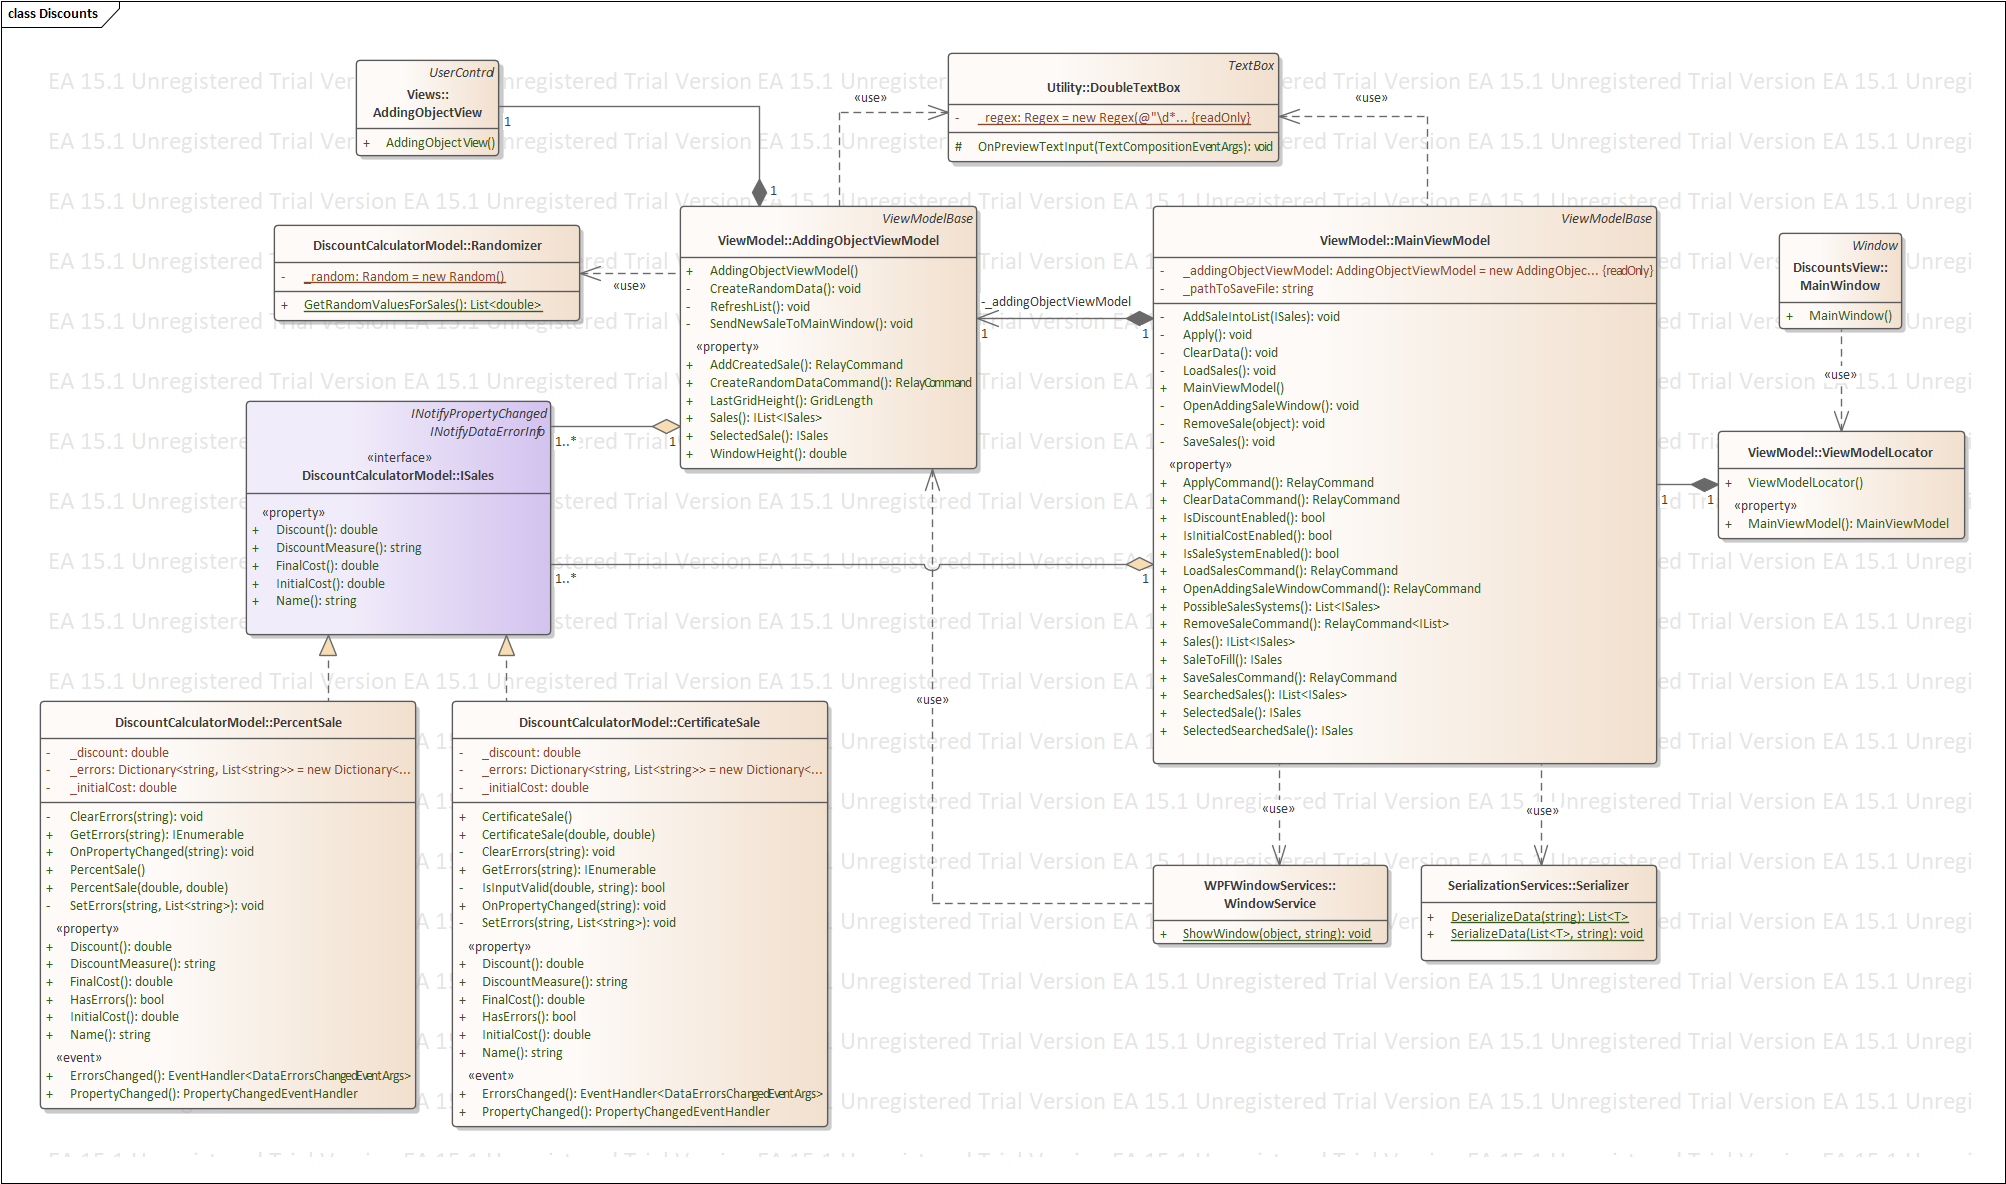 class Discounts
UserControl
Views::
AddingObjectView
+ AddingObjectView()
1
1
TextBox
Utility::DoubleTextBox
- _regex: Regex = new Regex(@"\d*... {readOnly}
# OnPreviewTextInput(TextCompositionEventArgs): void
«use»
«use»
DiscountCalculatorModel::Randomizer
- _random: Random = new Random()
+ GetRandomValuesForSales(): List<double>
«use»
ViewModelBase
ViewModel::AddingObjectViewModel
+ AddingObjectViewModel()
- CreateRandomData(): void
- RefreshList(): void
- SendNewSaleToMainWindow(): void
«property»
+ AddCreatedSale(): RelayCommand
+ CreateRandomDataCommand(): RelayCommand
+ LastGridHeight(): GridLength
+ Sales(): IList<ISales>
+ SelectedSale(): ISales
+ WindowHeight(): double
-_addingObjectViewModel
1
1
ViewModelBase
ViewModel::MainViewModel
- _addingObjectViewModel: AddingObjectViewModel = new AddingObjec... {readOnly}
- _pathToSaveFile: string
- AddSaleIntoList(ISales): void
- Apply(): void
- ClearData(): void
- LoadSales(): void
+ MainViewModel()
- OpenAddingSaleWindow(): void
- RemoveSale(object): void
- SaveSales(): void
«property»
+ ApplyCommand(): RelayCommand
+ ClearDataCommand(): RelayCommand
+ IsDiscountEnabled(): bool
+ IsInitialCostEnabled(): bool
+ IsSaleSystemEnabled(): bool
+ LoadSalesCommand(): RelayCommand
+ OpenAddingSaleWindowCommand(): RelayCommand
+ PossibleSalesSystems(): List<ISales>
+ RemoveSaleCommand(): RelayCommand<IList>
+ Sales(): IList<ISales>
+ SaleToFill(): ISales
+ SaveSalesCommand(): RelayCommand
+ SearchedSales(): IList<ISales>
+ SelectedSale(): ISales
+ SelectedSearchedSale(): ISales
Window
DiscountsView::
MainWindow
+ MainWindow()
«use»
ViewModel::ViewModelLocator
+ ViewModelLocator()
«property»
+ MainViewModel(): MainViewModel
1
1
INotifyPropertyChanged
INotifyDataErrorInfo
«interface»
DiscountCalculatorModel::ISales
«property»
+ Discount(): double
+ DiscountMeasure(): string
+ FinalCost(): double
+ InitialCost(): double
+ Name(): string
1..*
1
1..*
1
«use»
DiscountCalculatorModel::PercentSale
- _discount: double
- _errors: Dictionary<string, List<string>> = new Dictionary<...
- _initialCost: double
- ClearErrors(string): void
+ GetErrors(string): IEnumerable
+ OnPropertyChanged(string): void
+ PercentSale()
+ PercentSale(double, double)
- SetErrors(string, List<string>): void
«property»
+ Discount(): double
+ DiscountMeasure(): string
+ FinalCost(): double
+ HasErrors(): bool
+ InitialCost(): double
+ Name(): string
«event»
+ ErrorsChanged(): EventHandler<DataErrorsChangedEventArgs>
+ PropertyChanged(): PropertyChangedEventHandler
DiscountCalculatorModel::CertificateSale
- _discount: double
- _errors: Dictionary<string, List<string>> = new Dictionary<...
- _initialCost: double
+ CertificateSale()
+ CertificateSale(double, double)
- ClearErrors(string): void
+ GetErrors(string): IEnumerable
- IsInputValid(double, string): bool
+ OnPropertyChanged(string): void
- SetErrors(string, List<string>): void
«property»
+ Discount(): double
+ DiscountMeasure(): string
+ FinalCost(): double
+ HasErrors(): bool
+ InitialCost(): double
+ Name(): string
«event»
+ ErrorsChanged(): EventHandler<DataErrorsChangedEventArgs>
+ PropertyChanged(): PropertyChangedEventHandler
«use»
«use»
WPFWindowServices::
WindowService
+ ShowWindow(object, string): void
SerializationServices::Serializer
+ DeserializeData(string): List<T>
+ SerializeData(List<T>, string): void
EA 15.1 Unregistered Trial Version